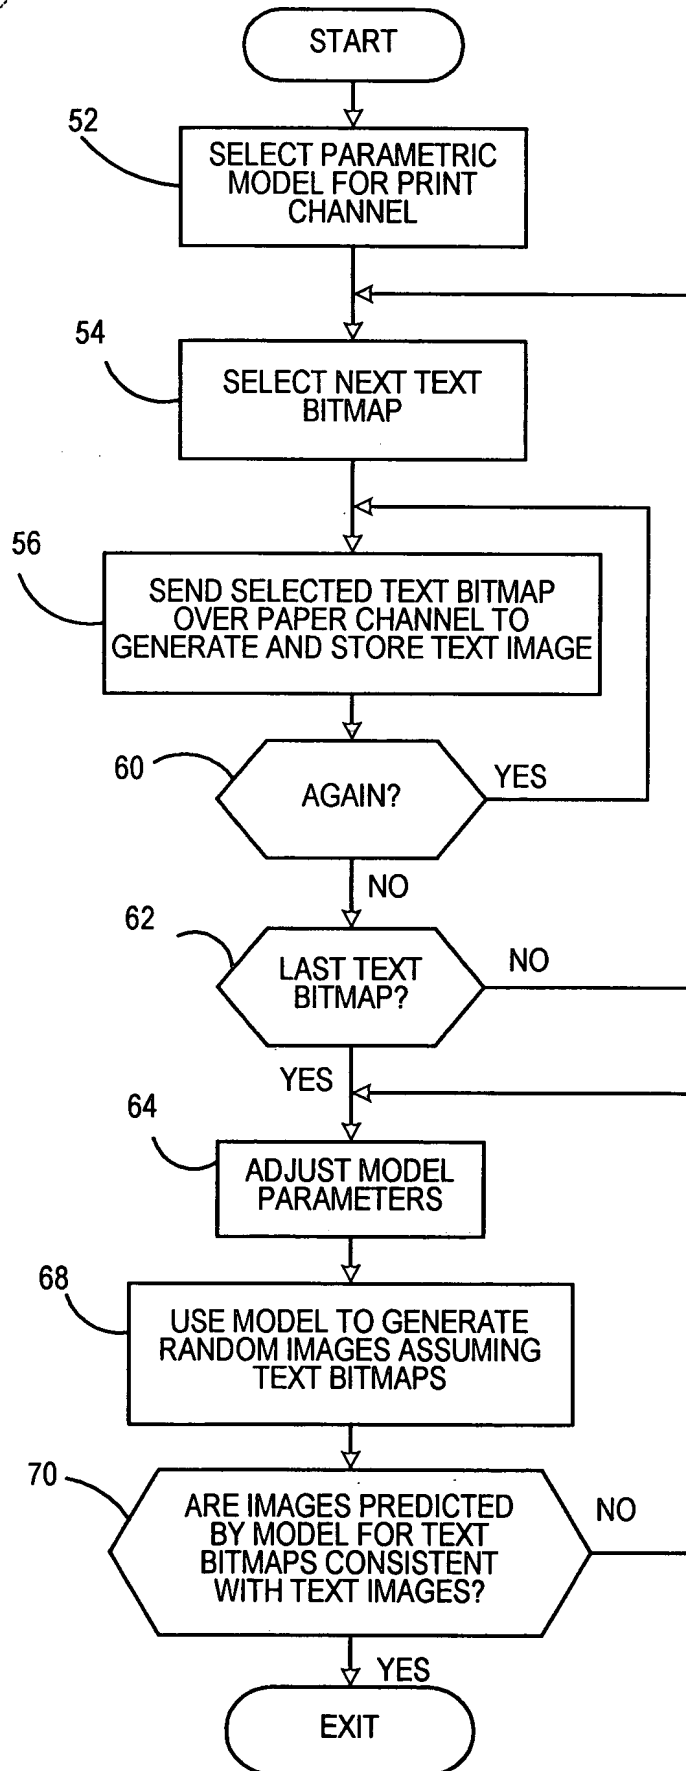 START
52
SELECT PARAMETRIC
MODEL FOR PRINT
CHANNEL
54
SELECT NEXT TEXT
BITMAP
56
SEND SELECTED TEXT BITMAP
OVER PAPER CHANNEL TO
GENERATE AND STORE TEXT IMAGE
60
AGAIN?
YES
NO
62
LAST TEXT
BITMAP?
NO
YES
64
ADJUST MODEL
PARAMETERS
68
USE MODEL TO GENERATE
RANDOM IMAGES ASSUMING
TEXT BITMAPS
70
ARE IMAGES PREDICTED
BY MODEL FOR TEXT
BITMAPS CONSISTENT
WITH TEXT IMAGES?
NO
YES
EXIT